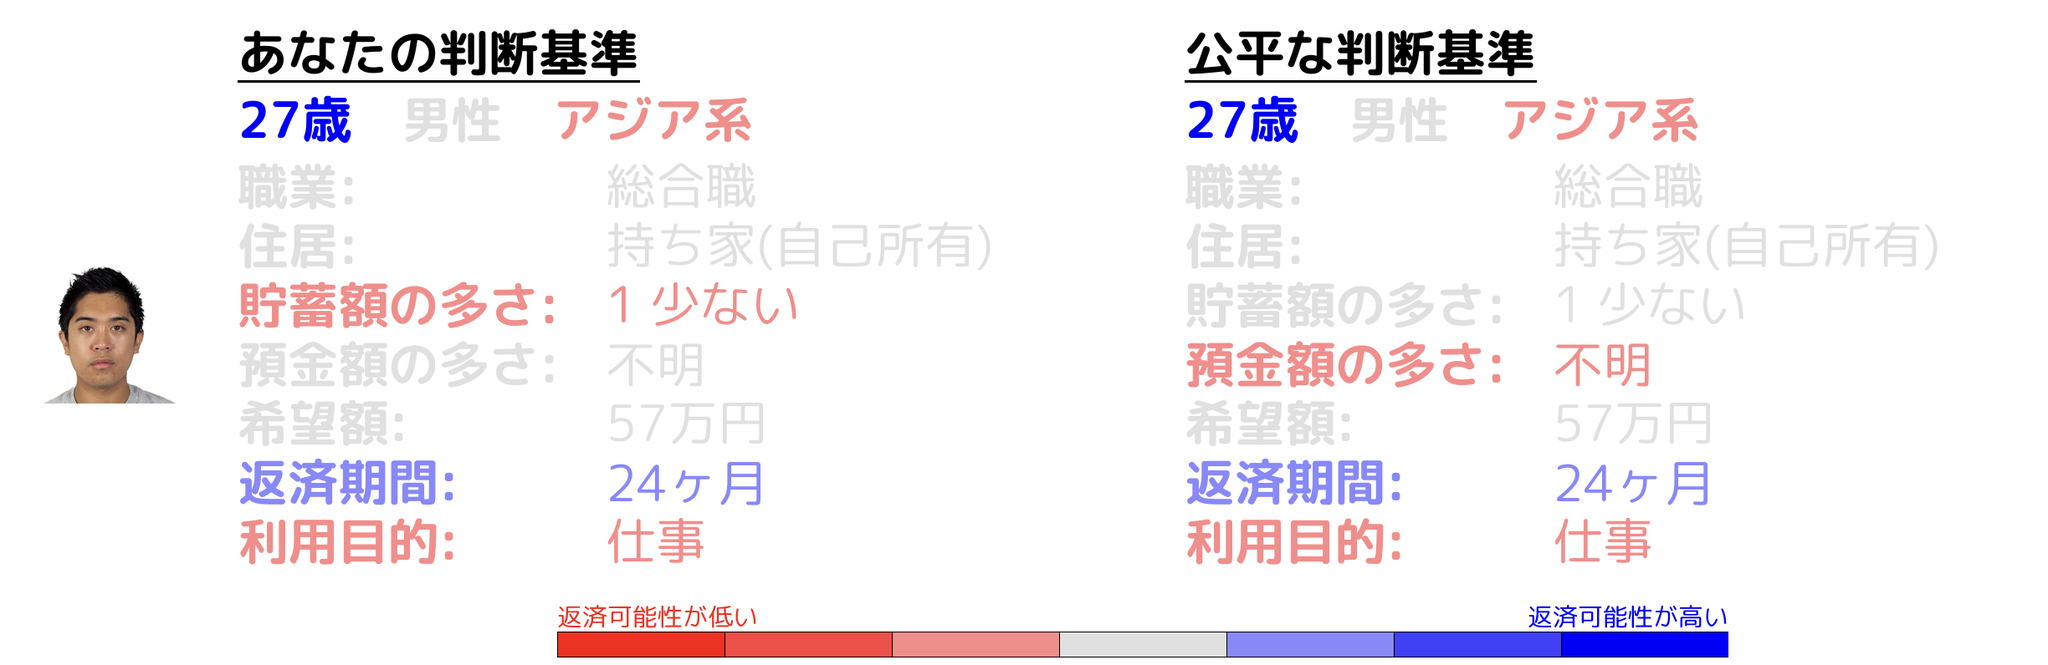 あなたの判断基準
27歳 男性 アジア系
職業: 総合職
住居: 持ち家(自己所有)
貯蓄額の多さ: 1 少ない
預金額の多さ: 不明
希望額: 57万円
返済期間: 24ヶ月
利用目的: 仕事
公平な判断基準
27歳 男性 アジア系
職業: 総合職
住居: 持ち家(自己所有)
貯蓄額の多さ: 1 少ない
預金額の多さ: 不明
希望額: 57万円
返済期間: 24ヶ月
利用目的: 仕事
返済可能性が低い
返済可能性が高い